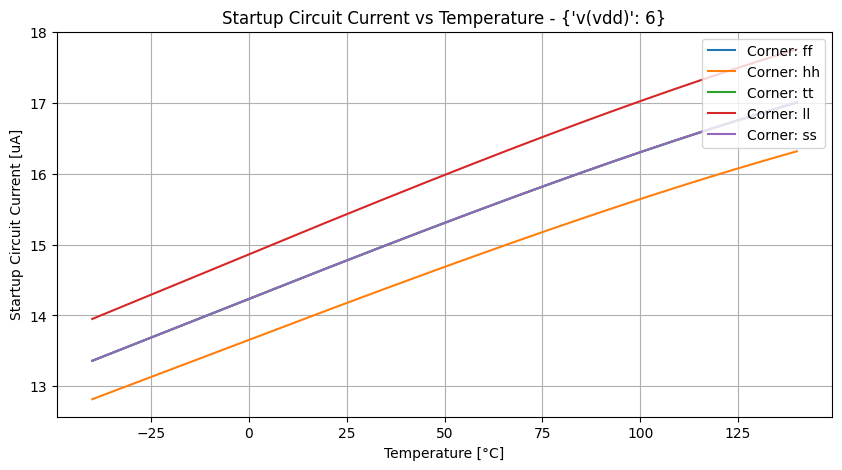 Startup Circuit Current vs Temperature - {'v(vdd)': 6}
Startup Circuit Current [uA]
18
17
16
15
14
13
Corner: ff
Corner: hh
Corner: tt
Corner: ll
Corner: ss
−25
0
25
50
75
100
125
Temperature [°C]